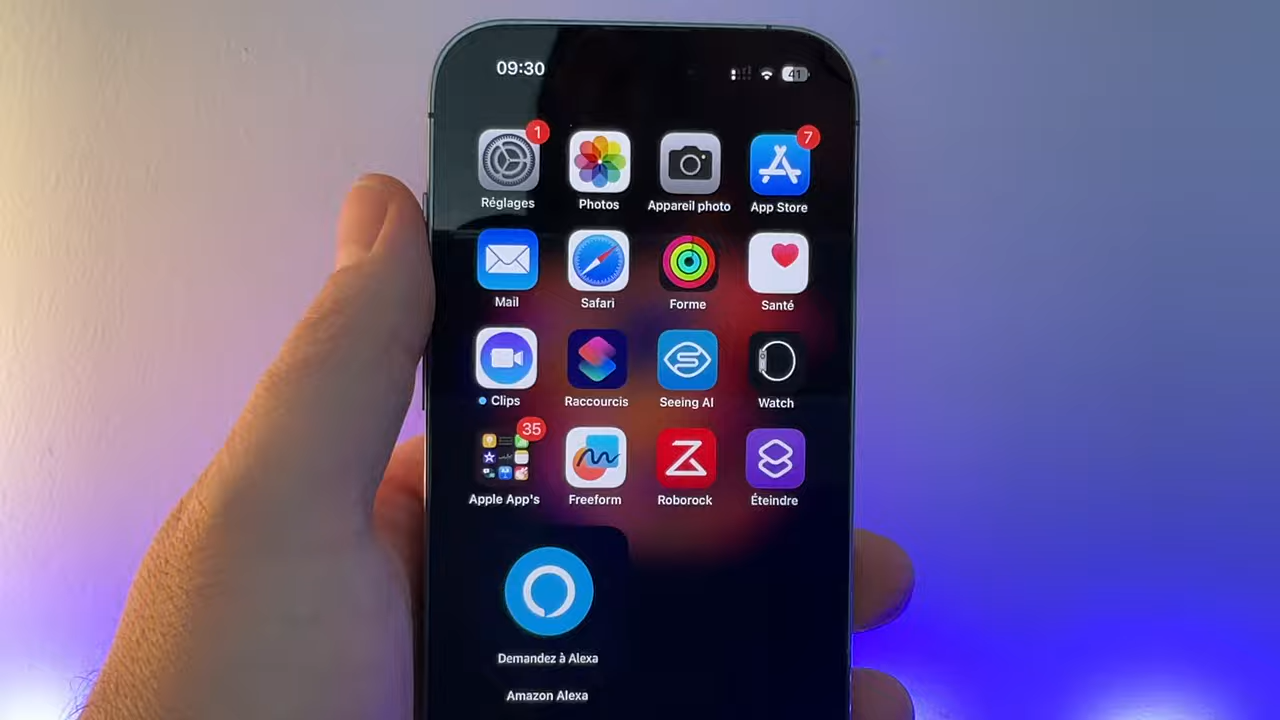 09:30
41
1
7
Réglages
Photos
Appareil photo
App Store
Mail
Safari
Forme
Santé
Clips
Raccourcis
Seeing AI
Watch
35
Apple App's
Freeform
Roborock
Éteindre
Demandez à Alexa
Amazon Alexa